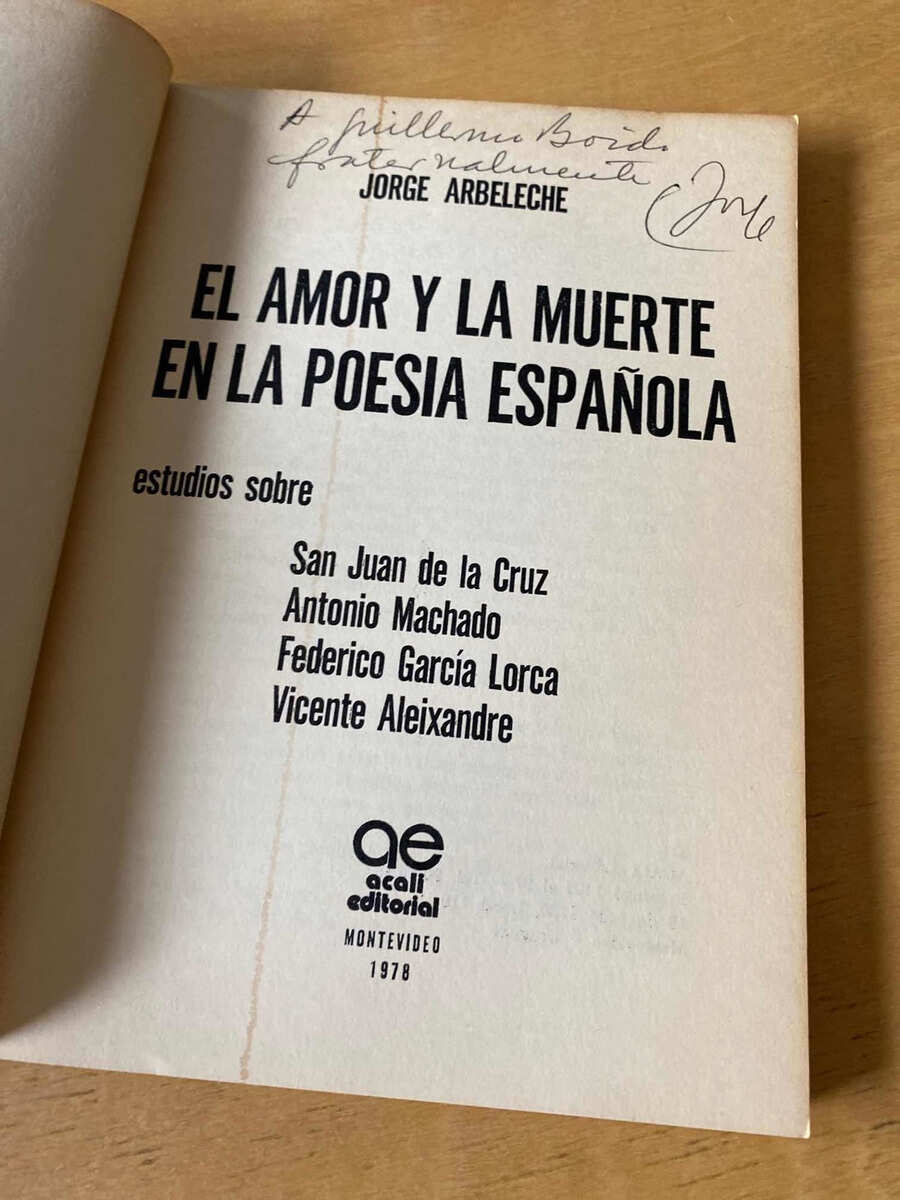 A Guillermo Boido
fraternalmente
Jorge
JORGE ARBELECHE
EL AMOR Y LA MUERTE
EN LA POESIA ESPAÑOLA
estudios sobre
San Juan de la Cruz
Antonio Machado
Federico García Lorca
Vicente Aleixandre
ae
acalí
editorial
MONTEVIDEO
1978